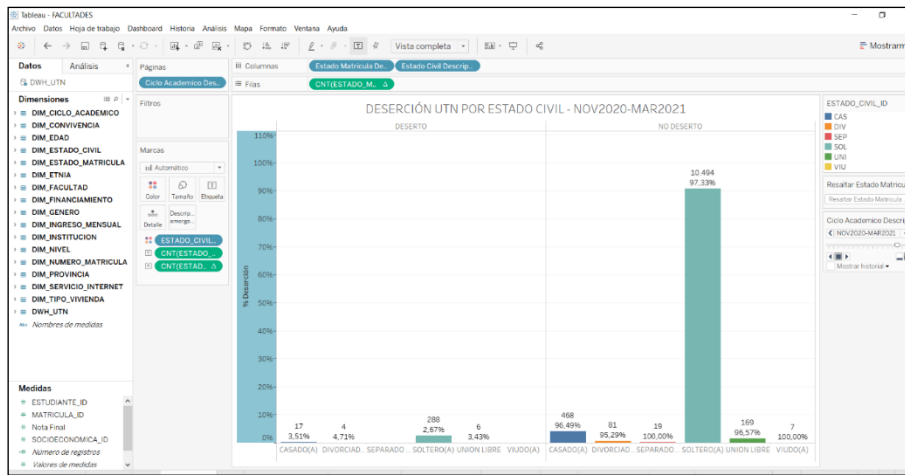 Tableau - FACULTADES
Archivo Datos Hoja de trabajo Dashboard Historia Análisis Mapa Formato Ventana Ayuda
Vista completa
Mostrarm
Datos Análisis
DWH_UTN
Dimensiones
DIM_CICLO_ACADEMICO
DIM_CONVIVENCIA
DIM_EDAD
DIM_ESTADO_CIVIL
DIM_ESTADO_MATRICULA
DIM_ETNIA
DIM_FACULTAD
DIM_FINANCIAMIENTO
DIM_GENERO
DIM_INGRESO_MENSUAL
DIM_INSTITUCION
DIM_NIVEL
DIM_NUMERO_MATRICULA
DIM_PROVINCIA
DIM_SERVICIO_INTERNET
DIM_TIPO_VIVIENDA
DWH_UTN
Abc Nombres de medidas
Medidas
ESTUDIANTE_ID
MATRICULA_ID
Nota Final
SOCIOECONOMICA_ID
Número de registros
Valores de medidas
Páginas
Ciclo Academico Des..
Filtros
Marcas
Automático
Color Tamaño Etiqueta
Detalle Descrip... emerge...
ESTADO_CIVIL..
CNT(ESTADO_..
CNT(ESTAD.. Δ
Columnas Estado Matricula De.. Estado Civil Descrip..
Filas CNT(ESTADO_M.. Δ
DESERCIÓN UTN POR ESTADO CIVIL - NOV2020-MAR2021
DESERTO NO DESERTO
% Deserción
110%
100%
90%
80%
70%
60%
50%
40%
30%
20%
10%
0%
17
3,51%
4
4,71%
288
2,67%
6
3,43%
468
96,49%
81
95,29%
19
100,00%
10.494
97,33%
169
96,57%
7
100,00%
CASADO(A) DIVORCIAD.. SEPARADO .. SOLTERO(A) UNION LIBRE VIUDO(A) CASADO(A) DIVORCIAD.. SEPARADO .. SOLTERO(A) UNION LIBRE VIUDO(A)
ESTADO_CIVIL_ID
CAS
DIV
SEP
SOL
UNI
VIU
Resaltar Estado Matricu
Resaltar Estado Matricula
Ciclo Academico Descri
NOV2020-MAR2021
Mostrar historial